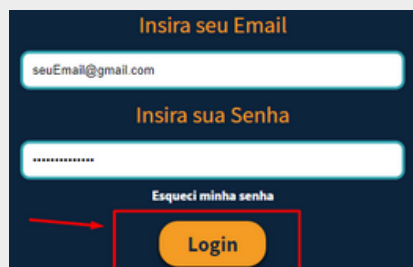 Insira seu Email
seuEmail@gmail.com
Insira sua Senha
Esqueci minha senha
Login